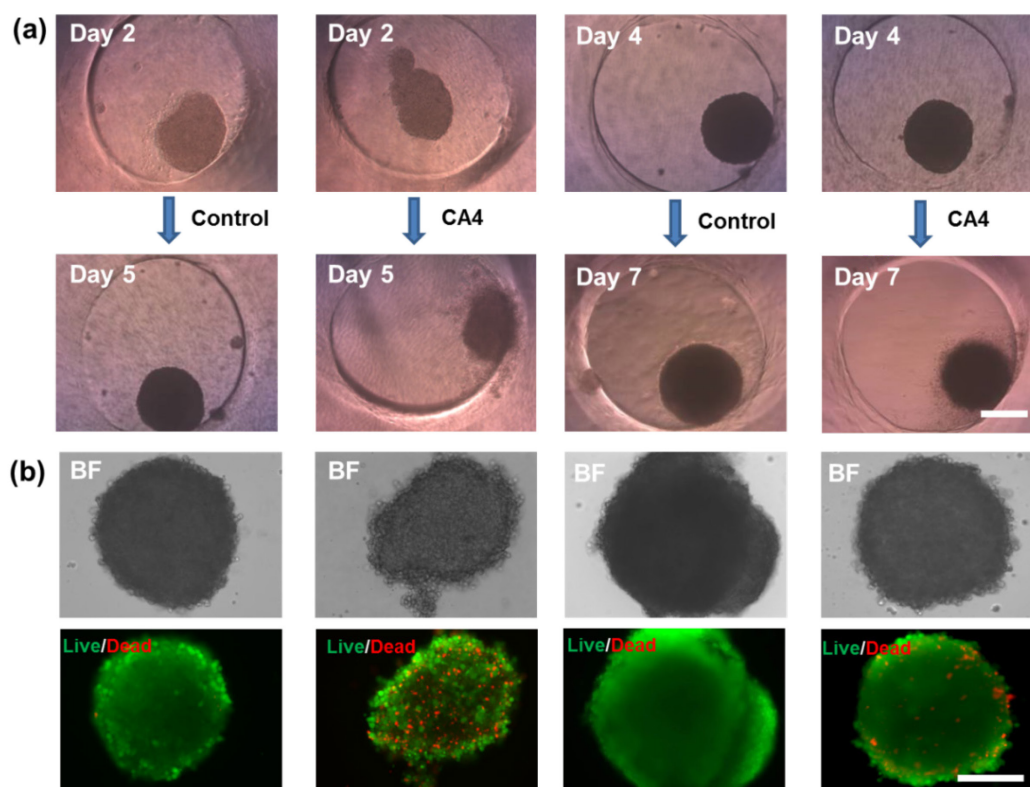 (a)
Day 2
Day 2
Day 4
Day 4
Control
CA4
Control
CA4
Day 5
Day 5
Day 7
Day 7
(b)
BF
BF
BF
BF
Live/Dead
Live/Dead
Live/Dead
Live/Dead